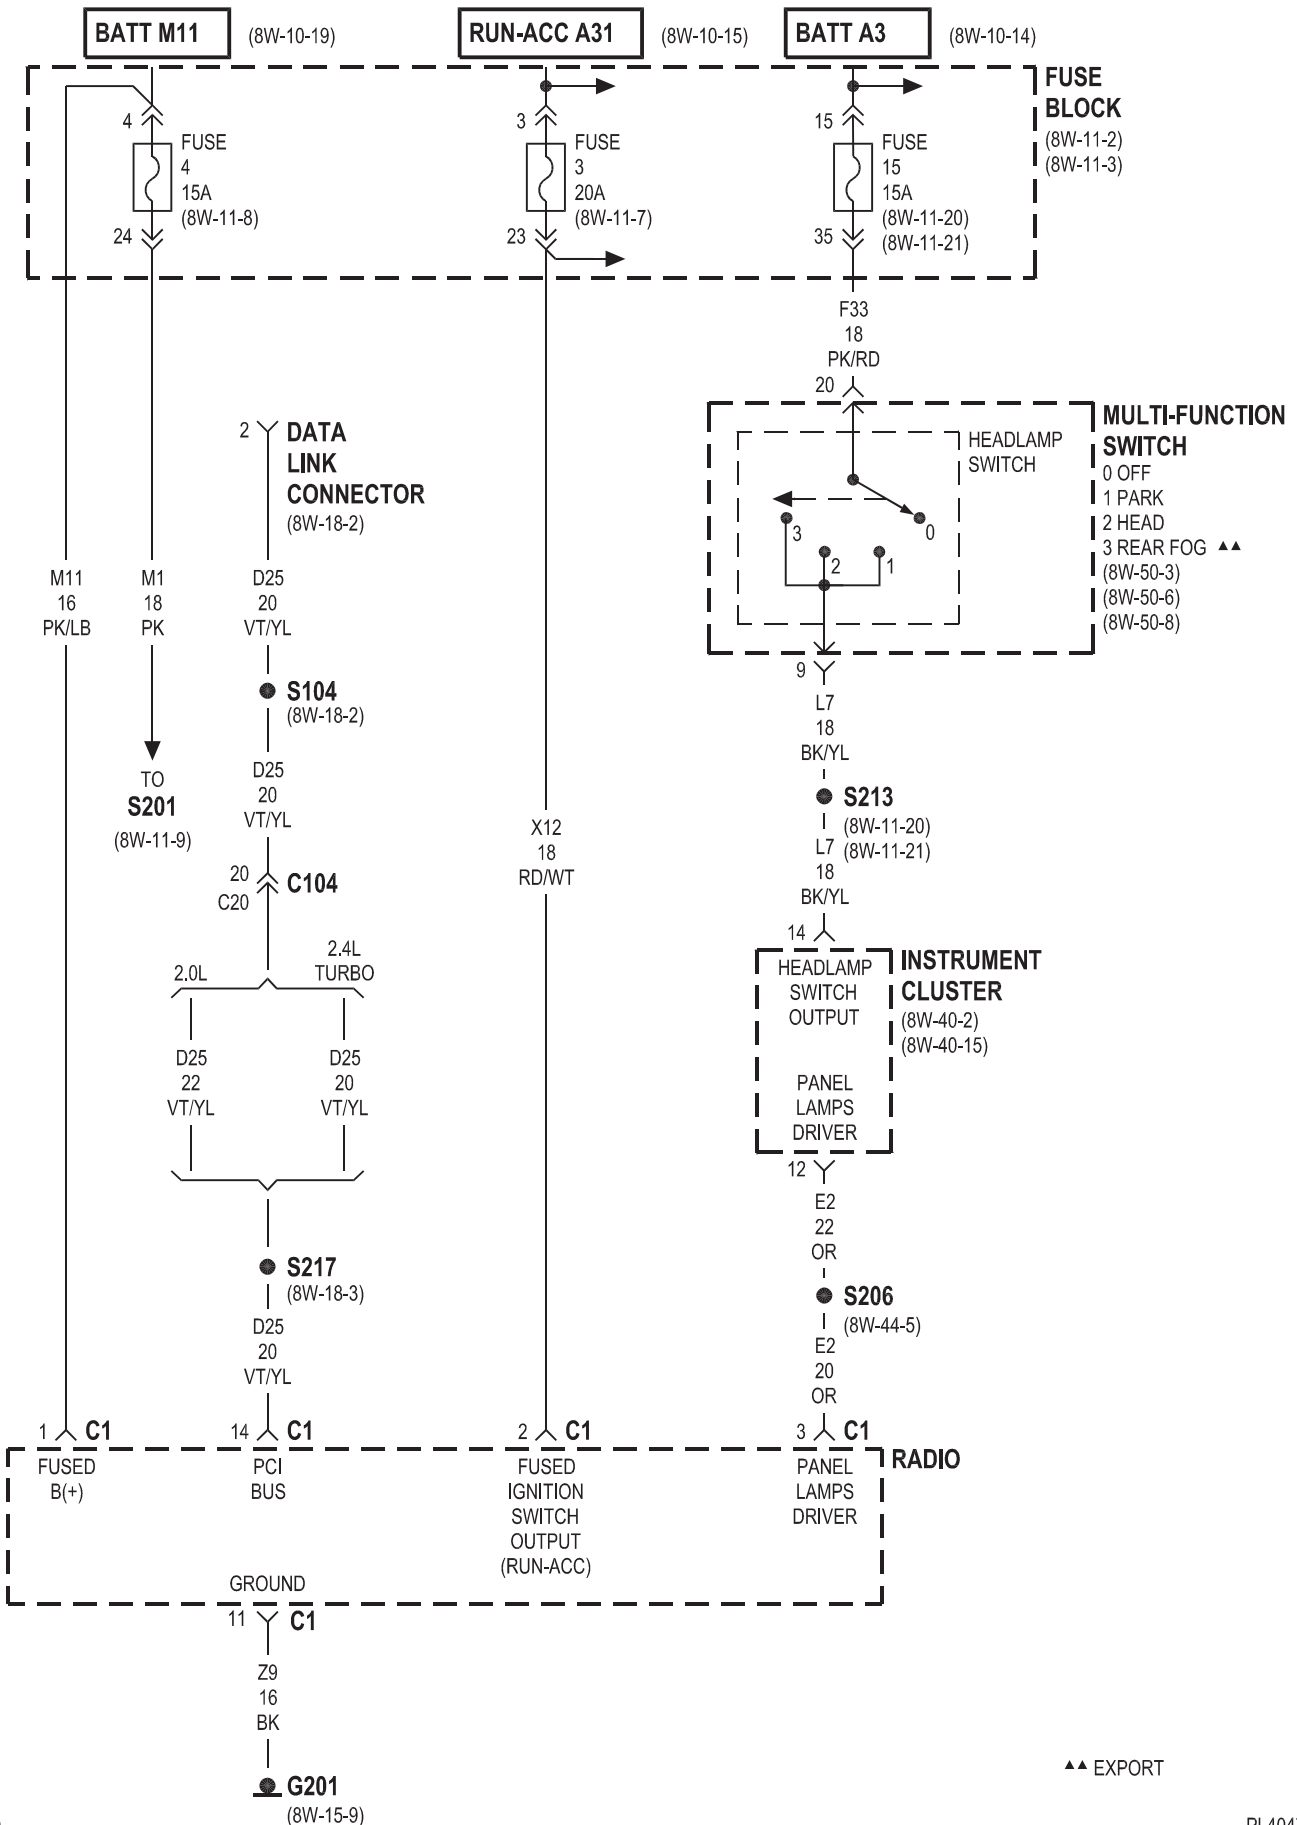 BATT M11 (8W-10-19) RUN-ACC A31 (8W-10-15) BATT A3 (8W-10-14)
FUSE
BLOCK
(8W-11-2)
(8W-11-3)
4
FUSE
4
15A
(8W-11-8)
24
3
FUSE
3
20A
(8W-11-7)
23
15
FUSE
15
15A
(8W-11-20)
(8W-11-21)
35
F33
18
PK/RD
20
MULTI-FUNCTION
SWITCH
0 OFF
1 PARK
2 HEAD
3 REAR FOG ▲▲
(8W-50-3)
(8W-50-6)
(8W-50-8)
HEADLAMP
SWITCH
3
2
1
0
9
L7
18
BK/YL
S213
(8W-11-20)
(8W-11-21)
L7
18
BK/YL
14
HEADLAMP
SWITCH
OUTPUT
INSTRUMENT
CLUSTER
(8W-40-2)
(8W-40-15)
PANEL
LAMPS
DRIVER
12
E2
22
OR
S206
(8W-44-5)
E2
20
OR
2 DATA
LINK
CONNECTOR
(8W-18-2)
M11
16
PK/LB
M1
18
PK
TO
S201
(8W-11-9)
D25
20
VT/YL
S104
(8W-18-2)
D25
20
VT/YL
20
C104
C20
2.0L
2.4L
TURBO
D25
22
VT/YL
D25
20
VT/YL
S217
(8W-18-3)
D25
20
VT/YL
X12
18
RD/WT
1 C1 14 C1 2 C1 3 C1
RADIO
FUSED
B(+)
PCI
BUS
FUSED
IGNITION
SWITCH
OUTPUT
(RUN-ACC)
PANEL
LAMPS
DRIVER
GROUND
11 C1
Z9
16
BK
G201
(8W-15-9)
▲▲ EXPORT